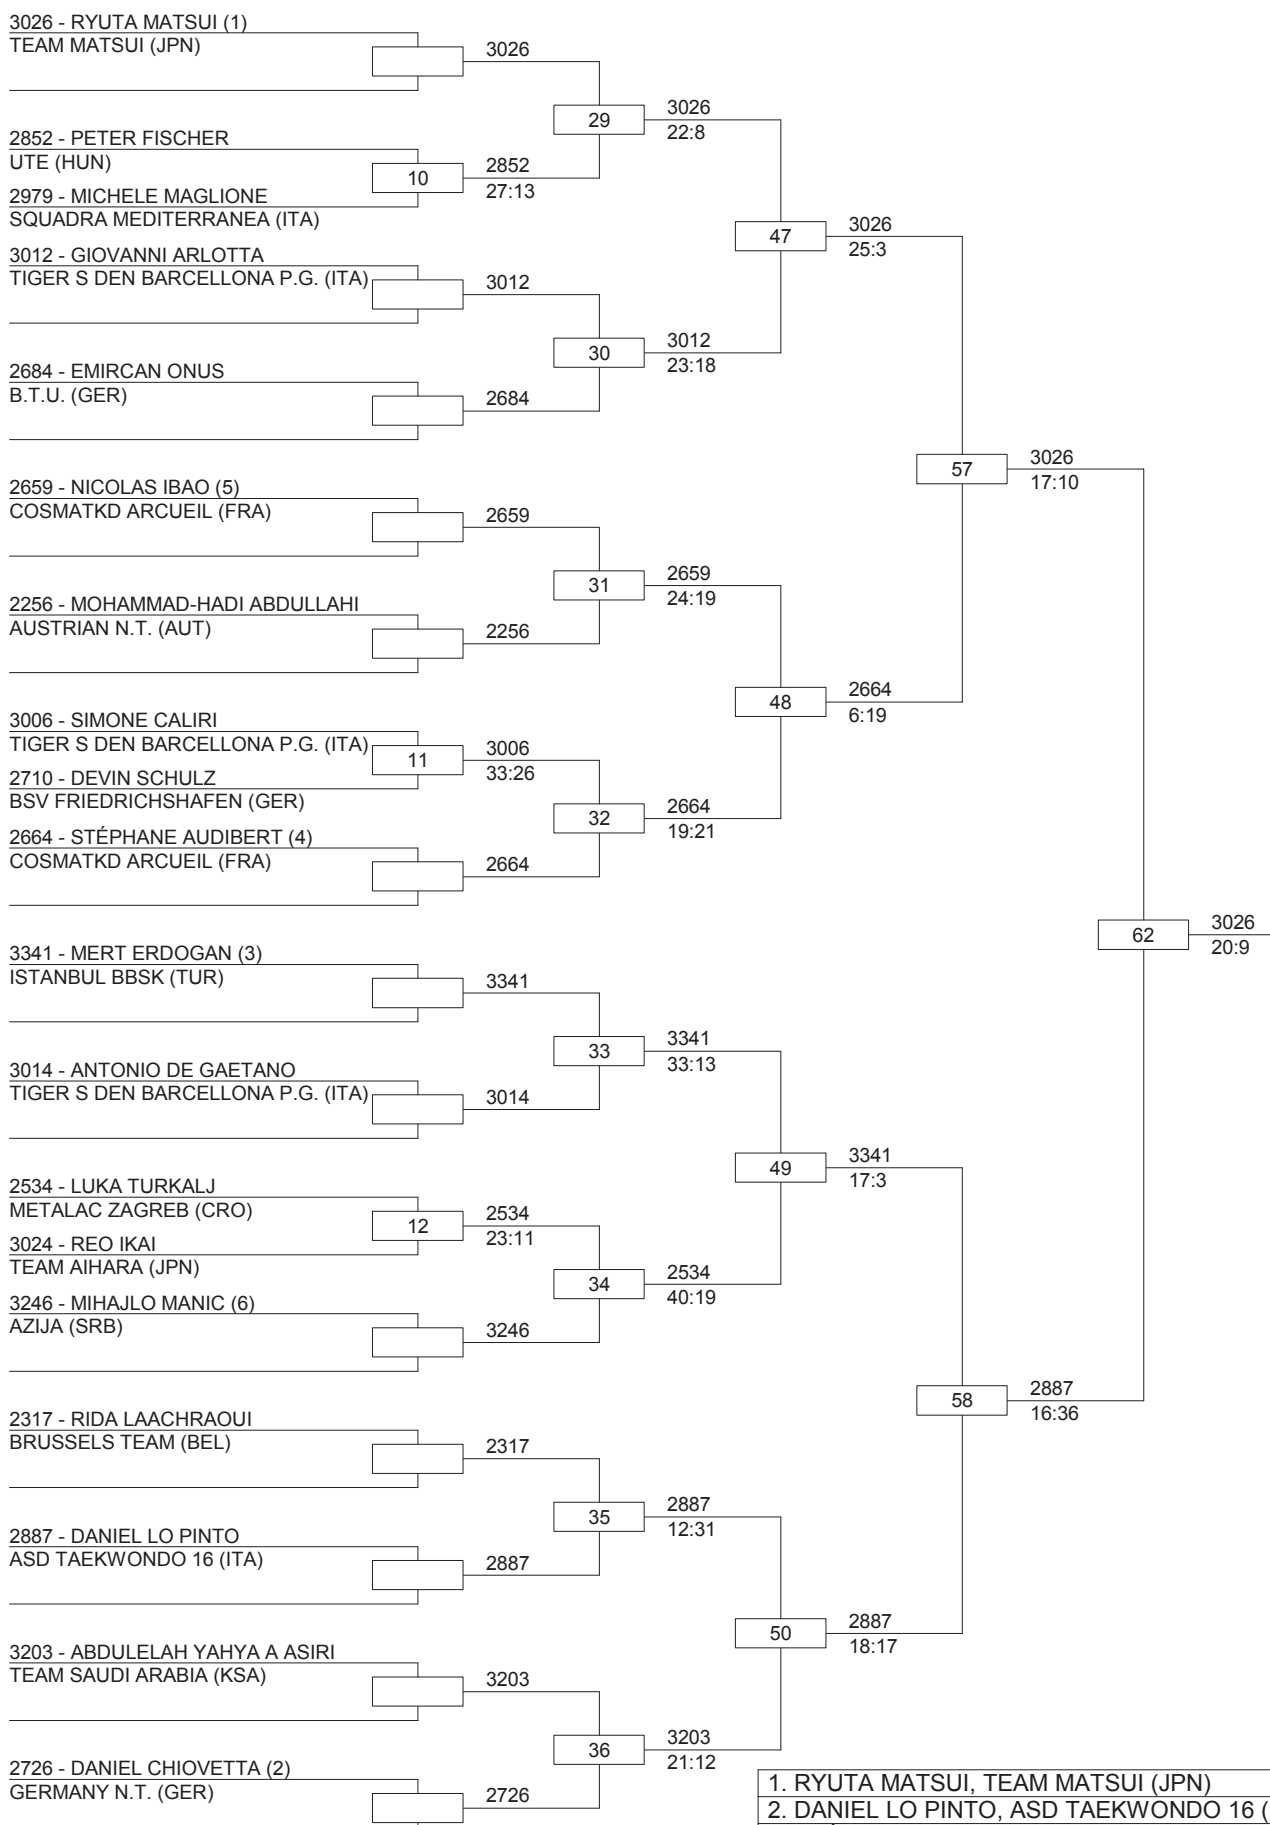 3026 - RYUTA MATSUI (1)
TEAM MATSUI (JPN)
3026
29
3026
22:8
2852 - PETER FISCHER
UTE (HUN)
10
2852
27:13
2979 - MICHELE MAGLIONE
SQUADRA MEDITERRANEA (ITA)
47
3026
25:3
3012 - GIOVANNI ARLOTTA
TIGER S DEN BARCELLONA P.G. (ITA)
3012
30
3012
23:18
2684 - EMIRCAN ONUS
B.T.U. (GER)
2684
57
3026
17:10
2659 - NICOLAS IBAO (5)
COSMATKD ARCUEIL (FRA)
2659
31
2659
24:19
2256 - MOHAMMAD-HADI ABDULLAHI
AUSTRIAN N.T. (AUT)
2256
48
2664
6:19
3006 - SIMONE CALIRI
TIGER S DEN BARCELLONA P.G. (ITA)
11
3006
33:26
2710 - DEVIN SCHULZ
BSV FRIEDRICHSHAFEN (GER)
32
2664
19:21
2664 - STÉPHANE AUDIBERT (4)
COSMATKD ARCUEIL (FRA)
2664
62
3026
20:9
3341 - MERT ERDOGAN (3)
ISTANBUL BBSK (TUR)
3341
33
3341
33:13
3014 - ANTONIO DE GAETANO
TIGER S DEN BARCELLONA P.G. (ITA)
3014
49
3341
17:3
2534 - LUKA TURKALJ
METALAC ZAGREB (CRO)
12
2534
23:11
3024 - REO IKAI
TEAM AIHARA (JPN)
34
2534
40:19
3246 - MIHAJLO MANIC (6)
AZIJA (SRB)
3246
58
2887
16:36
2317 - RIDA LAACHRAOUI
BRUSSELS TEAM (BEL)
2317
35
2887
12:31
2887 - DANIEL LO PINTO
ASD TAEKWONDO 16 (ITA)
2887
50
2887
18:17
3203 - ABDULELAH YAHYA A ASIRI
TEAM SAUDI ARABIA (KSA)
3203
36
3203
21:12
2726 - DANIEL CHIOVETTA (2)
GERMANY N.T. (GER)
2726
1. RYUTA MATSUI, TEAM MATSUI (JPN)
2. DANIEL LO PINTO, ASD TAEKWONDO 16 (